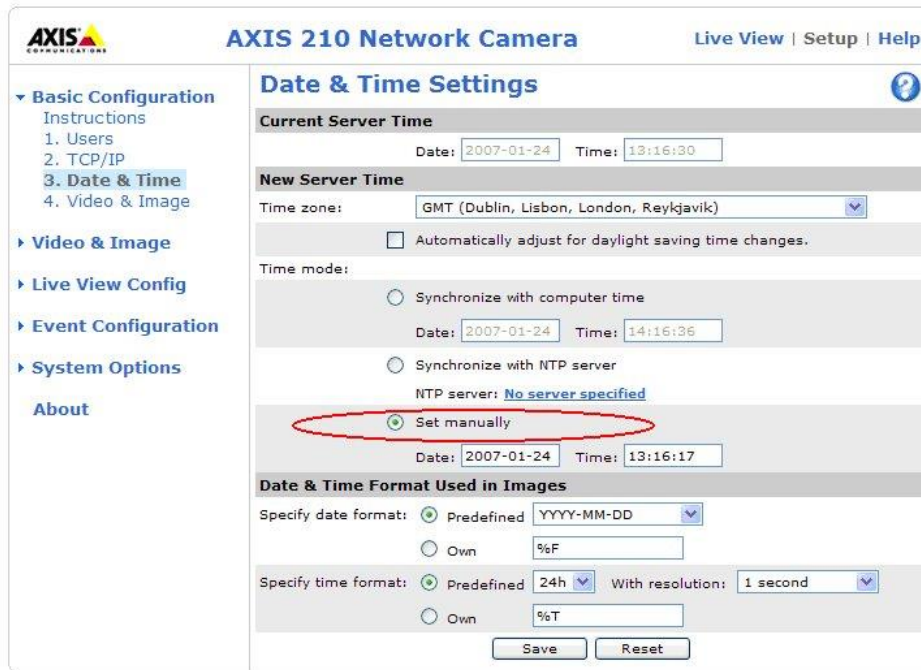 AXIS
COMMUNICATIONS
AXIS 210 Network Camera
Live View | Setup | Help
Basic Configuration
Instructions
1. Users
2. TCP/IP
3. Date & Time
4. Video & Image
Video & Image
Live View Config
Event Configuration
System Options
About
Date & Time Settings
?
Current Server Time
Date: 2007-01-24 Time: 13:16:30
New Server Time
Time zone: GMT (Dublin, Lisbon, London, Reykjavik)
Automatically adjust for daylight saving time changes.
Time mode:
Synchronize with computer time
Date: 2007-01-24 Time: 14:16:36
Synchronize with NTP server
NTP server: No server specified
Set manually
Date: 2007-01-24 Time: 13:16:17
Date & Time Format Used in Images
Specify date format: Predefined YYYY-MM-DD
Own %F
Specify time format: Predefined 24h With resolution: 1 second
Own %T
Save Reset